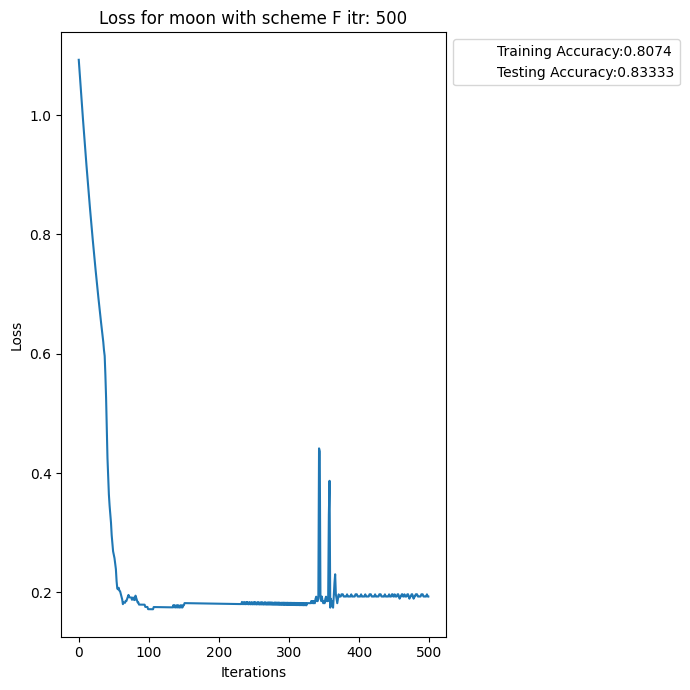 Loss for moon with scheme F itr: 500
Training Accuracy:0.8074
Testing Accuracy:0.83333
1.0
0.8
0.6
0.4
0.2
Loss
0
100
200
300
400
500
Iterations